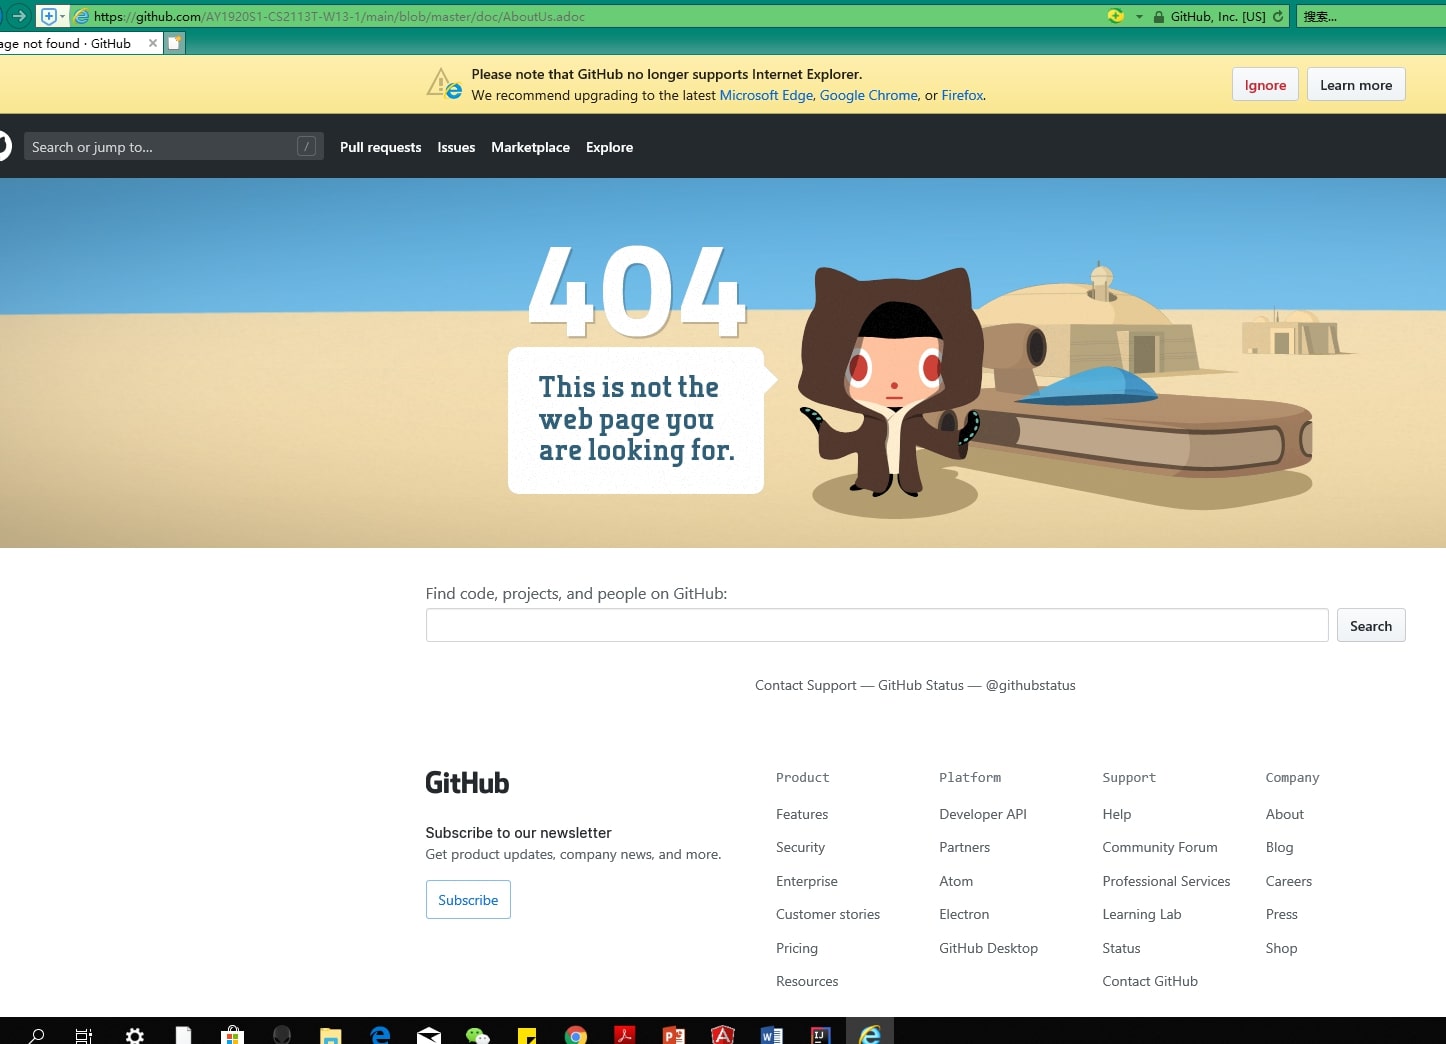 https://github.com/AY1920S1-CS2113T-W13-1/main/blob/master/doc/AboutUs.adoc
GitHub, Inc. [US]
搜索...
age not found · GitHub
Please note that GitHub no longer supports Internet Explorer.
We recommend upgrading to the latest Microsoft Edge, Google Chrome, or Firefox.
Ignore
Learn more
Search or jump to...
/
Pull requests
Issues
Marketplace
Explore
404
This is not the
web page you
are looking for.
Find code, projects, and people on GitHub:
Search
Contact Support — GitHub Status — @githubstatus
GitHub
Subscribe to our newsletter
Get product updates, company news, and more.
Subscribe
Product
Features
Security
Enterprise
Customer stories
Pricing
Resources
Platform
Developer API
Partners
Atom
Electron
GitHub Desktop
Support
Help
Community Forum
Professional Services
Learning Lab
Status
Contact GitHub
Company
About
Blog
Careers
Press
Shop